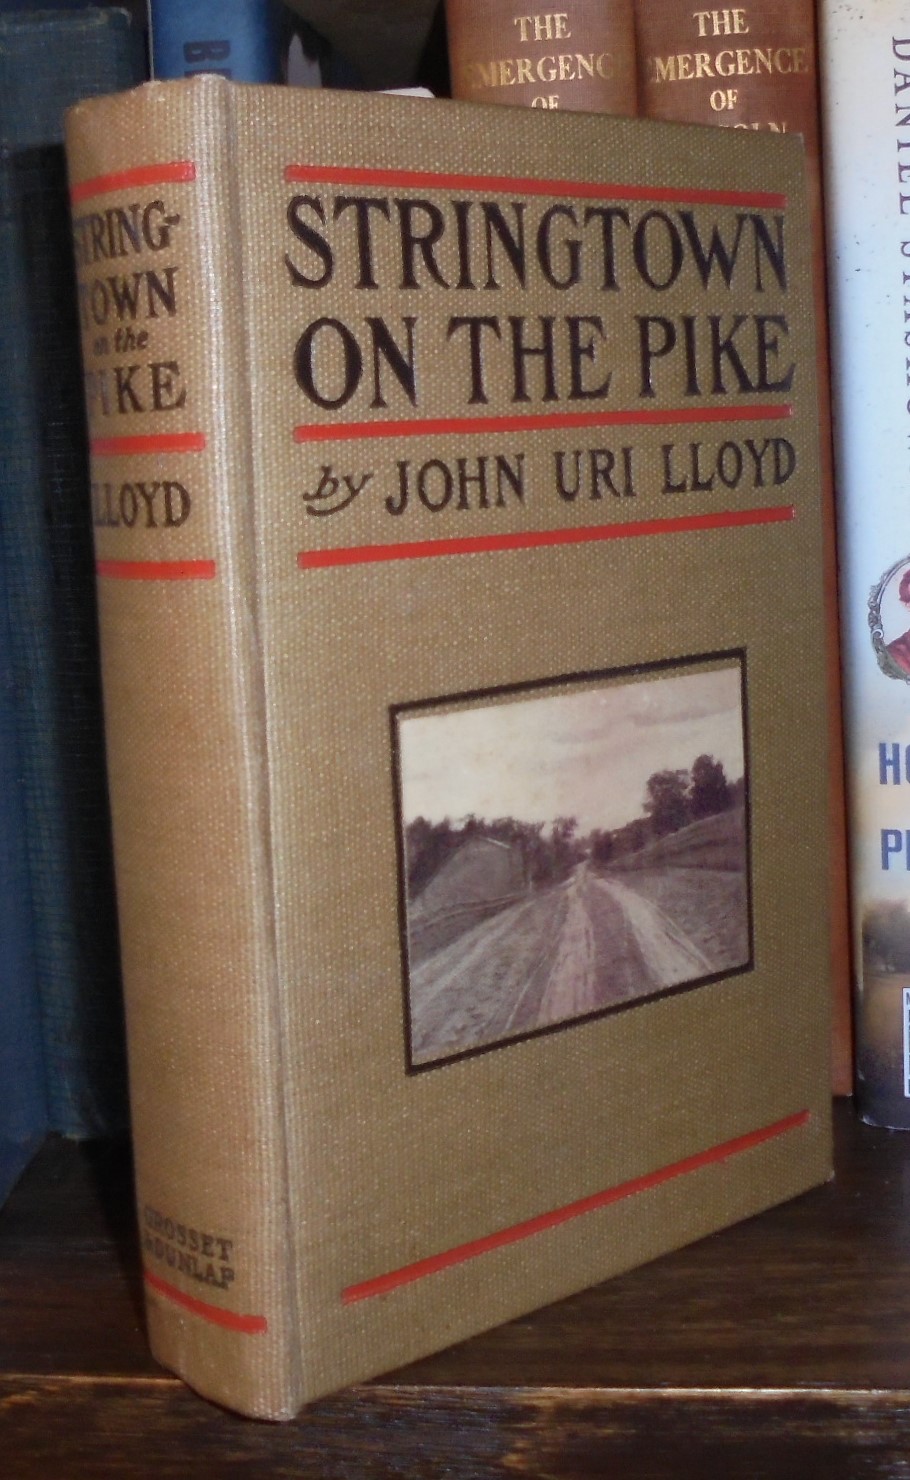 THE
EMERGENCE
OF
THE
EMERGENCE
OF
STRINGTOWN
ON THE PIKE
by JOHN URI LLOYD
STRING-
TOWN
on the
PIKE
LLOYD
GROSSET
& DUNLAP
DANIEL